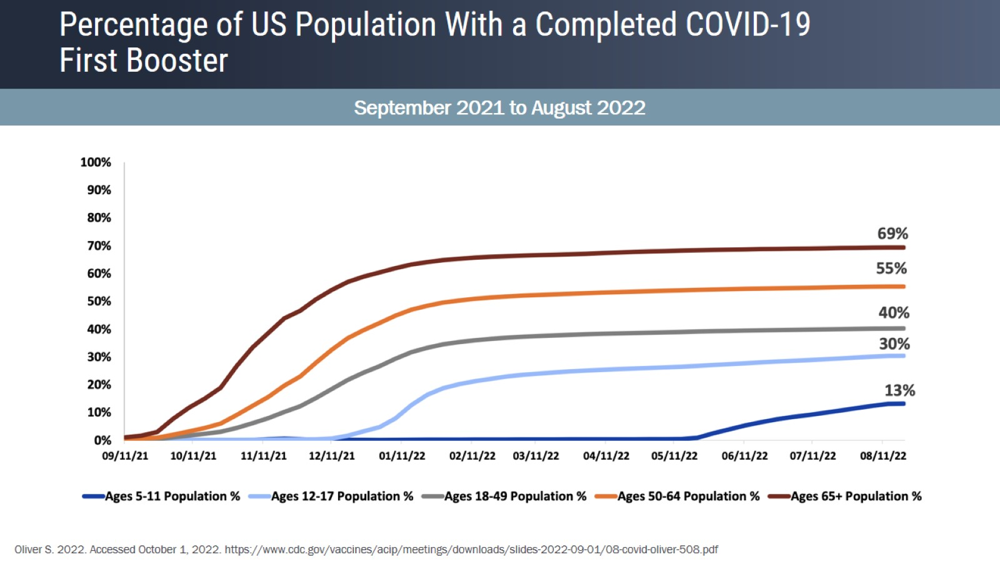 Percentage of US Population With a Completed COVID-19
First Booster
September 2021 to August 2022
100%
90%
80%
70%
60%
50%
40%
30%
20%
10%
0%
69%
55%
40%
30%
13%
09/11/21 10/11/21 11/11/21 12/11/21 01/11/22 02/11/22 03/11/22 04/11/22 05/11/22 06/11/22 07/11/22 08/11/22
Ages 5-11 Population % Ages 12-17 Population % Ages 18-49 Population % Ages 50-64 Population % Ages 65+ Population %
Oliver S. 2022. Accessed October 1, 2022. https://www.cdc.gov/vaccines/acip/meetings/downloads/slides-2022-09-01/08-covid-oliver-508.pdf